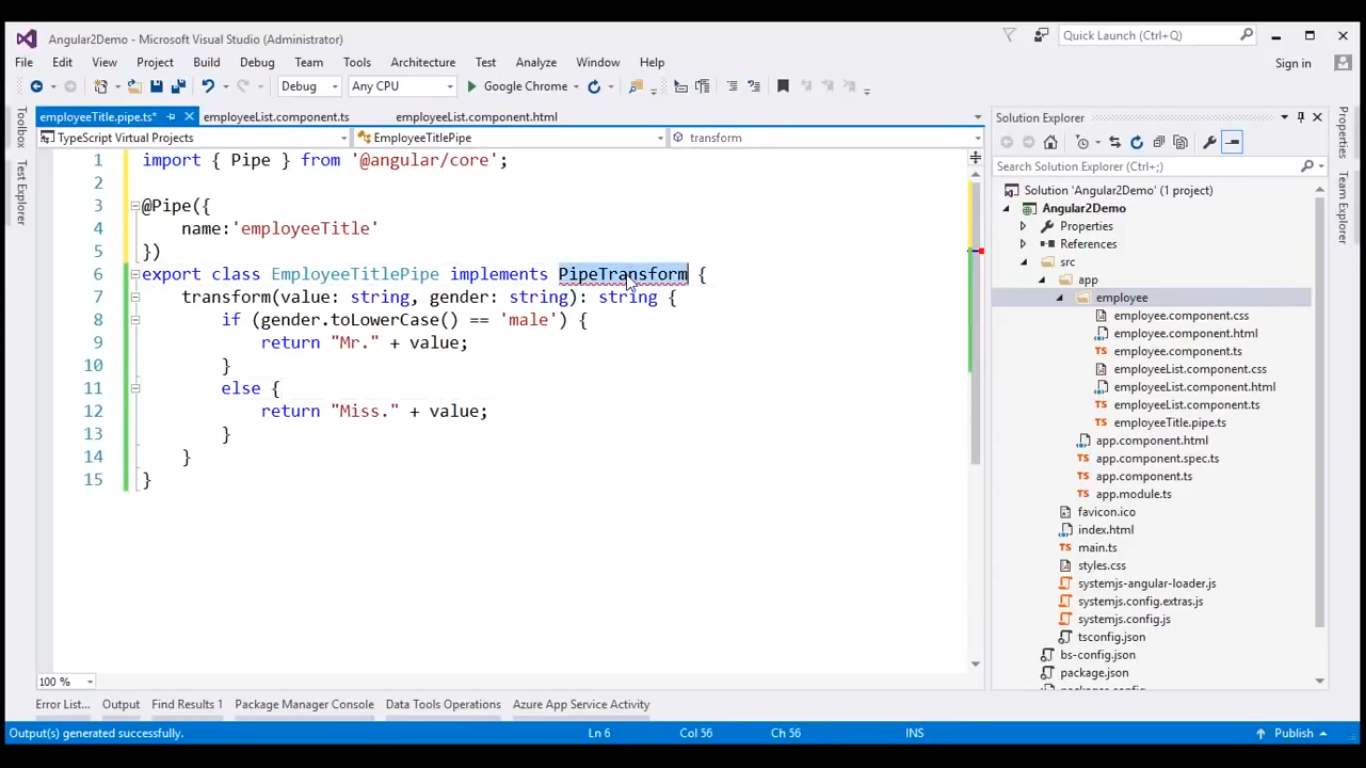 Angular2Demo - Microsoft Visual Studio (Administrator)
Quick Launch (Ctrl+Q)
File Edit View Project Build Debug Team Tools Architecture Test Analyze Window Help
Sign in
Debug Any CPU Google Chrome
employeeTitle.pipe.ts* employeeList.component.ts employeeList.component.html
TypeScript Virtual Projects EmployeeTitlePipe transform
Toolbox
Test Explorer
1 import { Pipe } from '@angular/core';
2
3 @Pipe({
4 name:'employeeTitle'
5 })
6 export class EmployeeTitlePipe implements PipeTransform {
7 transform(value: string, gender: string): string {
8 if (gender.toLowerCase() == 'male') {
9 return "Mr." + value;
10 }
11 else {
12 return "Miss." + value;
13 }
14 }
15 }
100 %
Solution Explorer
Search Solution Explorer (Ctrl+;)
Solution 'Angular2Demo' (1 project)
Angular2Demo
Properties
References
src
app
employee
employee.component.css
employee.component.html
employee.component.ts
employeeList.component.css
employeeList.component.html
employeeList.component.ts
employeeTitle.pipe.ts
app.component.html
app.component.spec.ts
app.component.ts
app.module.ts
favicon.ico
index.html
main.ts
styles.css
systemjs-angular-loader.js
systemjs.config.extras.js
systemjs.config.js
tsconfig.json
bs-config.json
package.json
Properties
Team Explorer
Error List... Output Find Results 1 Package Manager Console Data Tools Operations Azure App Service Activity
Output(s) generated successfully. Ln 6 Col 56 Ch 56 INS Publish